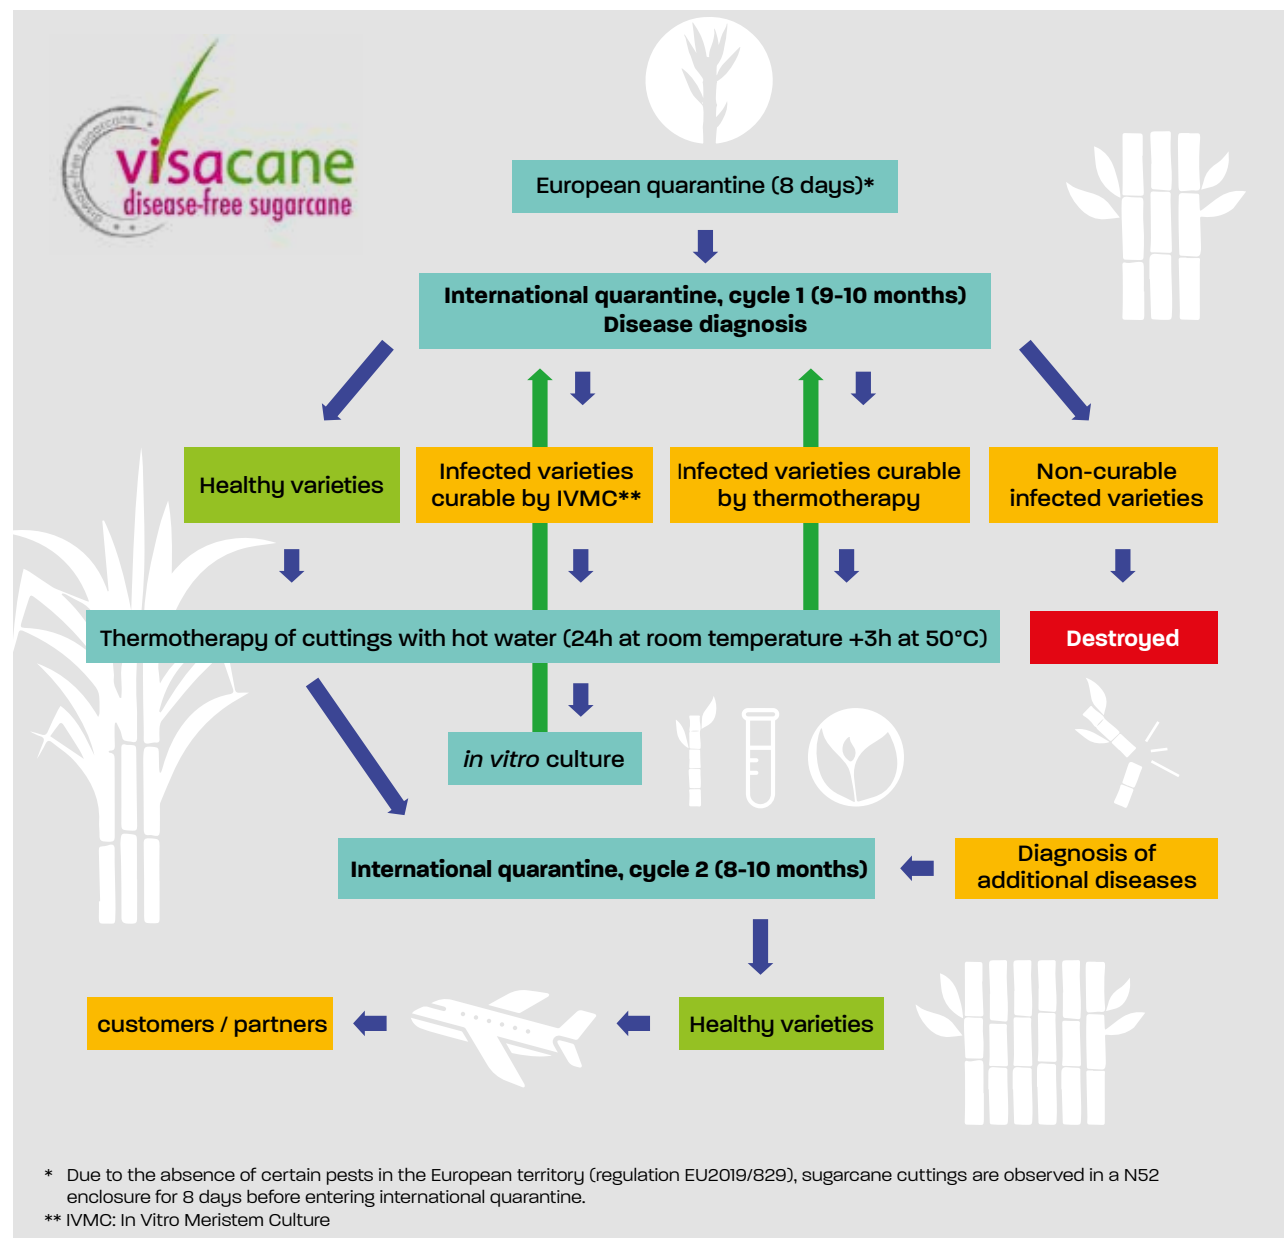 disease-free sugarcane
visacane
disease-free sugarcane
European quarantine (8 days)*
International quarantine, cycle 1 (9-10 months)
Disease diagnosis
Healthy varieties
Infected varieties
curable by IVMC**
Infected varieties curable
by thermotherapy
Non-curable
infected varieties
Thermotherapy of cuttings with hot water (24h at room temperature +3h at 50°C)
Destroyed
in vitro culture
International quarantine, cycle 2 (8-10 months)
Diagnosis of
additional diseases
customers / partners
Healthy varieties
* Due to the absence of certain pests in the European territory (regulation EU2019/829), sugarcane cuttings are observed in a N52
enclosure for 8 days before entering international quarantine.
** IVMC: In Vitro Meristem Culture